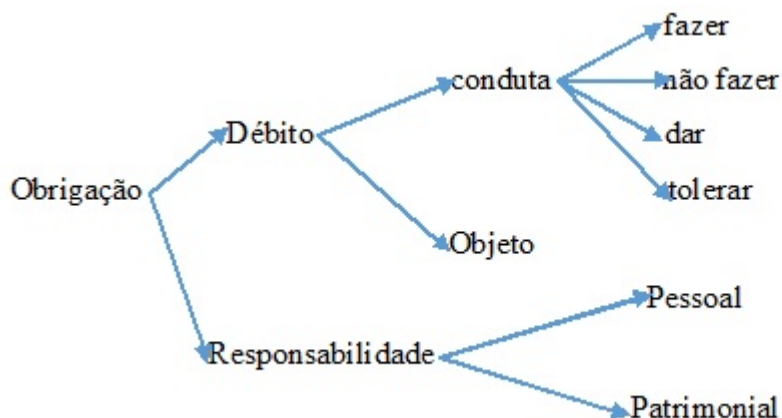 fazer
conduta
não fazer
Débito
dar
Obrigação
tolerar
Objeto
Pessoal
Responsabilidade
Patrimonial